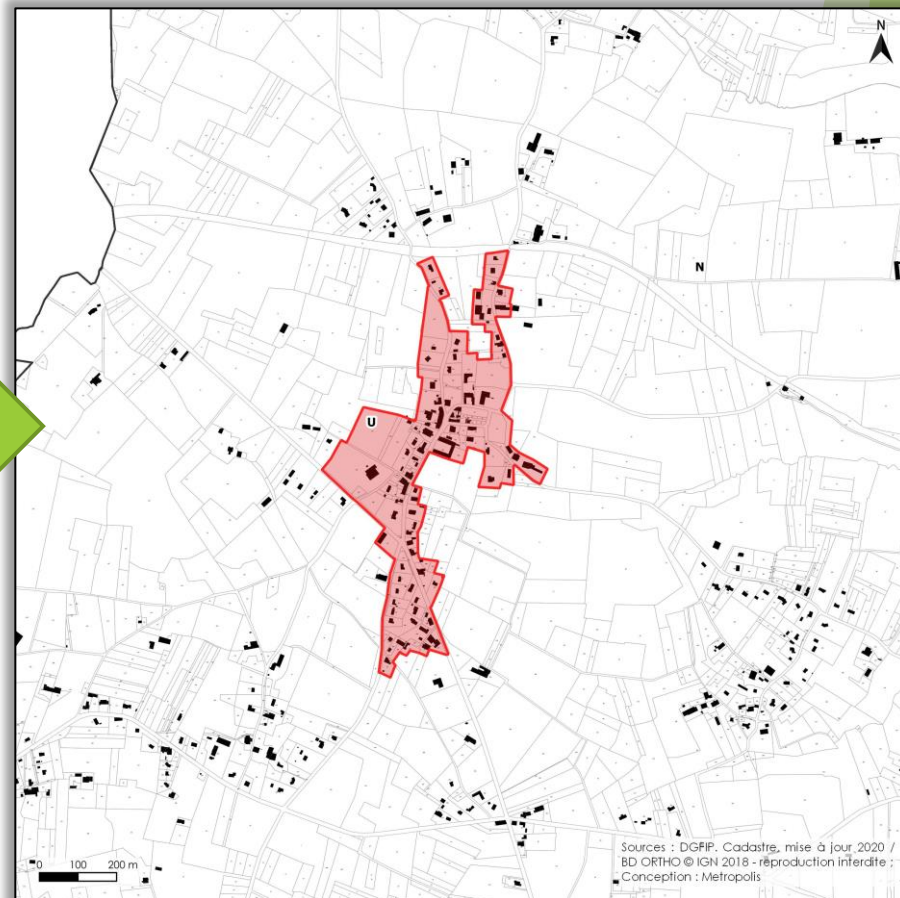 N
N
U
0 100 200 m
Sources : DGFIP. Cadastre, mise à jour 2020 /
BD ORTHO © IGN 2018 - reproduction interdite ;
Conception : Metropolis